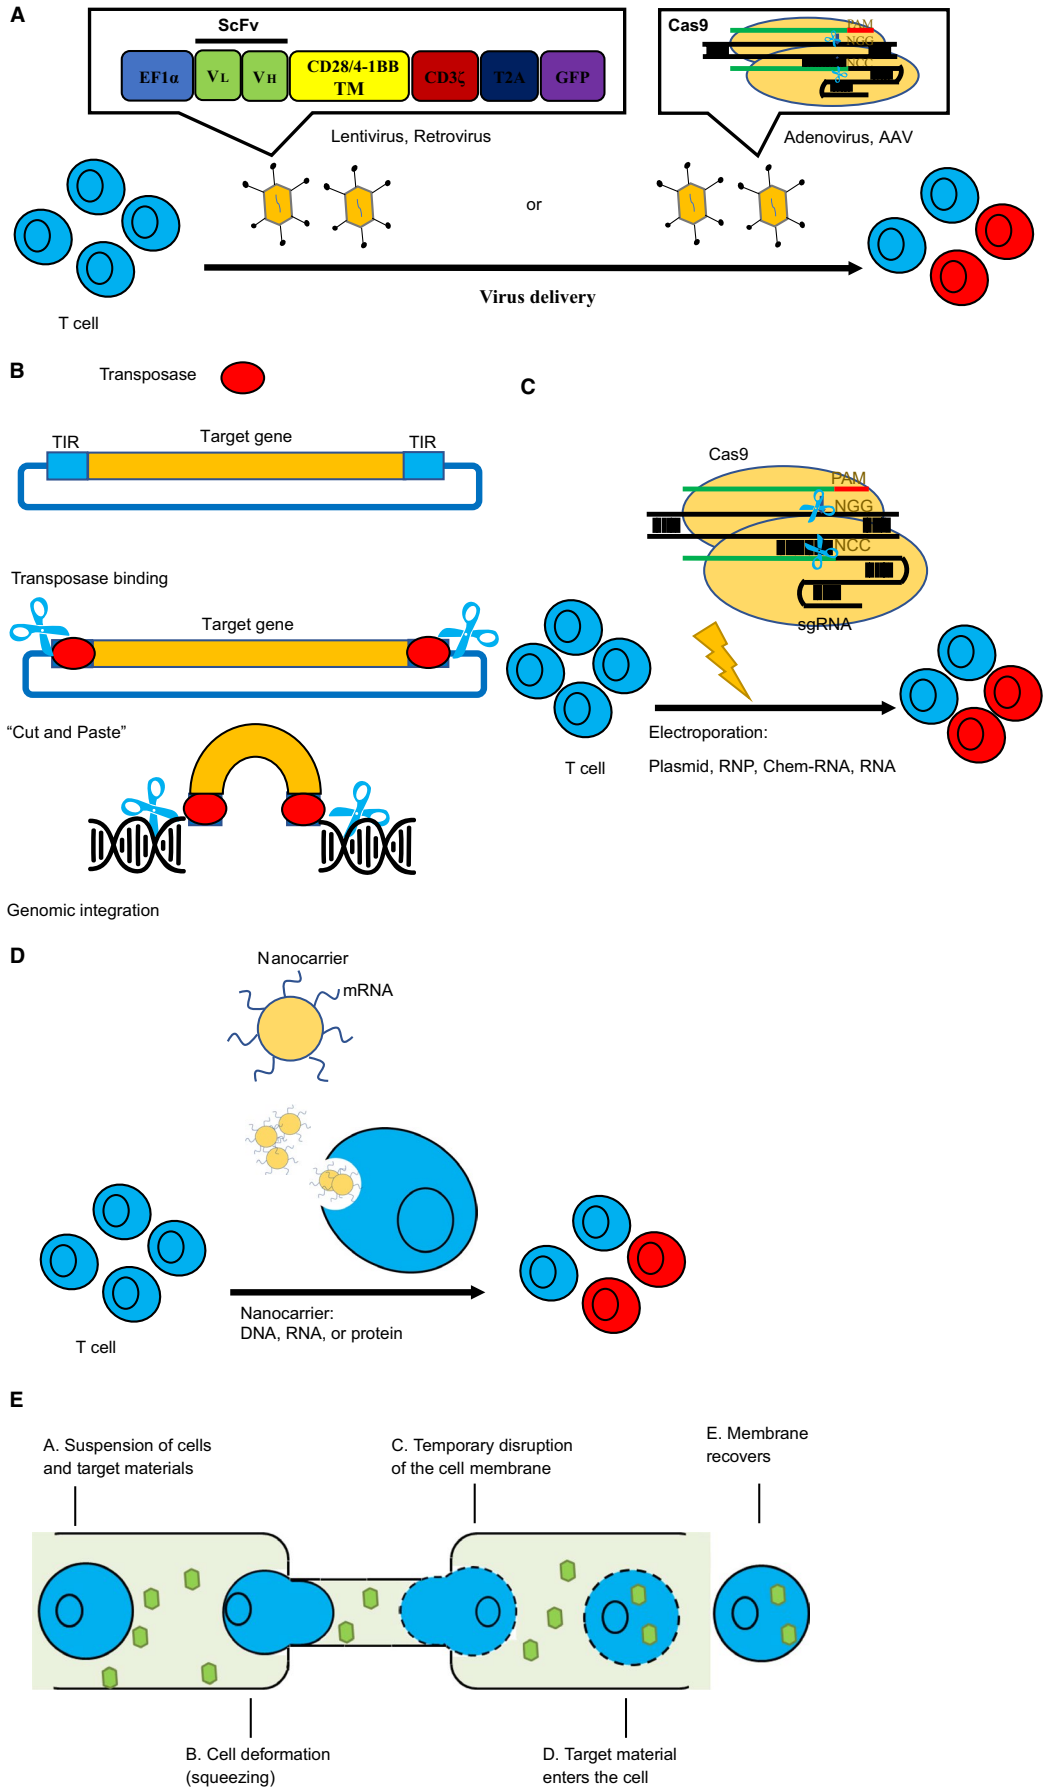 A
ScFv
EF1α
VL
VH
CD28/4-1BB
TM
CD3ζ
T2A
GFP
Cas9
PAM
NGG
NCC
Lentivirus, Retrovirus
Adenovirus, AAV
or
Virus delivery
T cell
B
Transposase
TIR
Target gene
TIR
Transposase binding
Target gene
“Cut and Paste”
Genomic integration
C
Cas9
PAM
NGG
NCC
sgRNA
T cell
Electroporation:
Plasmid, RNP, Chem-RNA, RNA
D
Nanocarrier
mRNA
T cell
Nanocarrier:
DNA, RNA, or protein
E
A. Suspension of cells
and target materials
C. Temporary disruption
of the cell membrane
E. Membrane
recovers
B. Cell deformation
(squeezing)
D. Target material
enters the cell